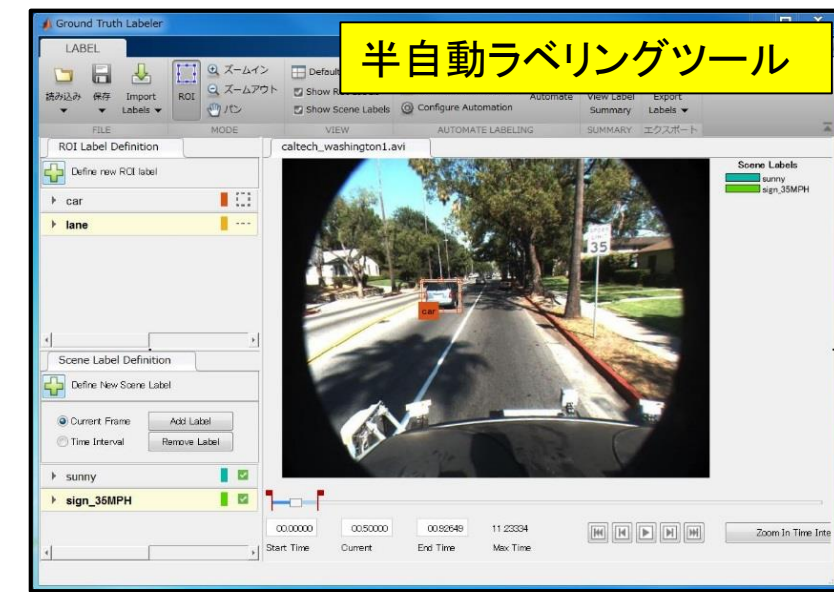 Ground Truth Labeler
半自動ラベリングツール
LABEL
読み込み
保存
Import
Labels
ROI
ズームイン
ズームアウト
パン
Show Scene Labels
Configure Automation
Automate
View Label
Summary
Export
Labels
FILE
MODE
VIEW
AUTOMATE LABELING
SUMMARY
エクスポート
ROI Label Definition
caltech_washington1.avi
Define new ROI label
car
lane
Scene Labels
sunny
sign_35MPH
SPEED
LIMIT
35
car
Scene Label Definition
Define New Scene Label
Current Frame
Add Label
Time Interval
Remove Label
sunny
sign_35MPH
00.00000
00.50000
00.92649
11.23334
Start Time
Current
End Time
Max Time
Zoom In Time Inte